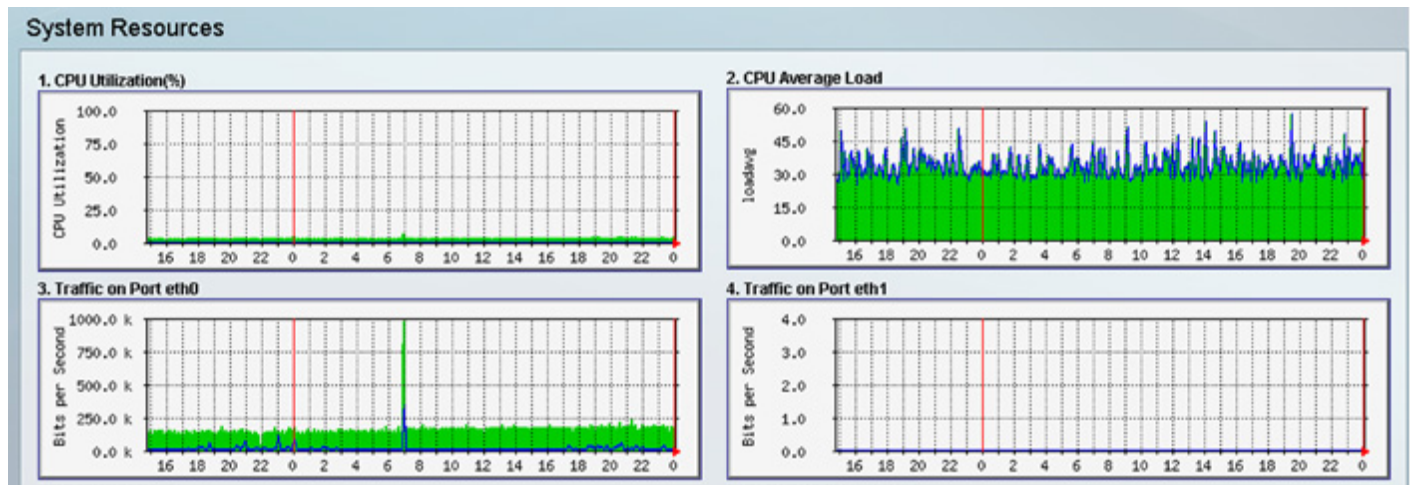 System Resources
1. CPU Utilization(%)
CPU Utilization
100.0
75.0
50.0
25.0
0.0
16 18 20 22 0 2 4 6 8 10 12 14 16 18 20 22 0
2. CPU Average Load
loadavg
60.0
45.0
30.0
15.0
0.0
16 18 20 22 0 2 4 6 8 10 12 14 16 18 20 22 0
3. Traffic on Port eth0
Bits per Second
1000.0 k
750.0 k
500.0 k
250.0 k
0.0 k
16 18 20 22 0 2 4 6 8 10 12 14 16 18 20 22 0
4. Traffic on Port eth1
Bits per Second
4.0
3.0
2.0
1.0
0.0
16 18 20 22 0 2 4 6 8 10 12 14 16 18 20 22 0